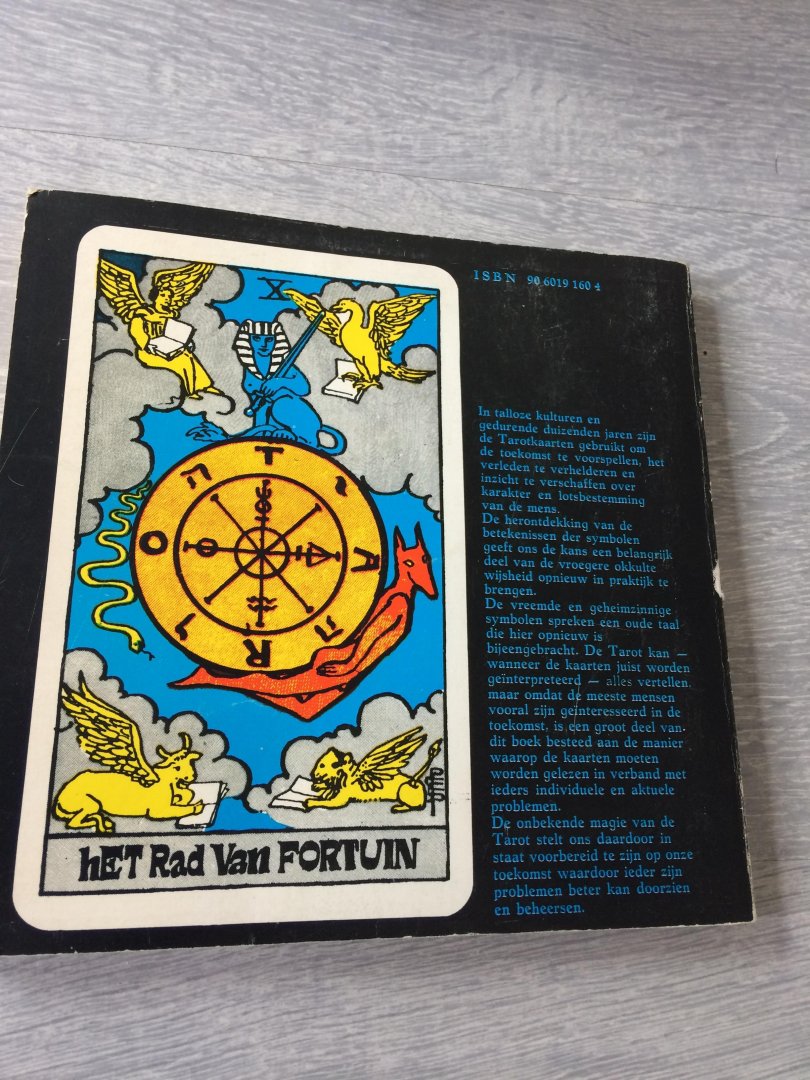 X
T
A
R
O
hET Rad Van FORTUIN
ISBN 90 6019 160 4
In talloze kulturen en
gedurende duizenden jaren zijn
de Tarotkaarten gebruikt om
de toekomst te voorspellen, het
verleden te verhelderen en
inzicht te verschaffen over
karakter en lotsbestemming
van de mens.
De herontdekking van de
betekenissen der symbolen
geeft ons de kans een belangrijk
deel van de vroegere okkulte
wijsheid opnieuw in praktijk te
brengen.
De vreemde en geheimzinnige
symbolen spreken een oude taal
die hier opnieuw is
bijeengebracht. De Tarot kan —
wanneer de kaarten juist worden
geïnterpreteerd — alles vertellen,
maar omdat de meeste mensen
vooral zijn geïnteresseerd in de
toekomst, is een groot deel van
dit boek besteed aan de manier
waarop de kaarten moeten
worden gelezen in verband met
ieders individuele en aktuele
problemen.
De onbekende magie van de
Tarot stelt ons daardoor in
staat voorbereid te zijn op onze
toekomst waardoor ieder zijn
problemen beter kan doorzien
en beheersen.